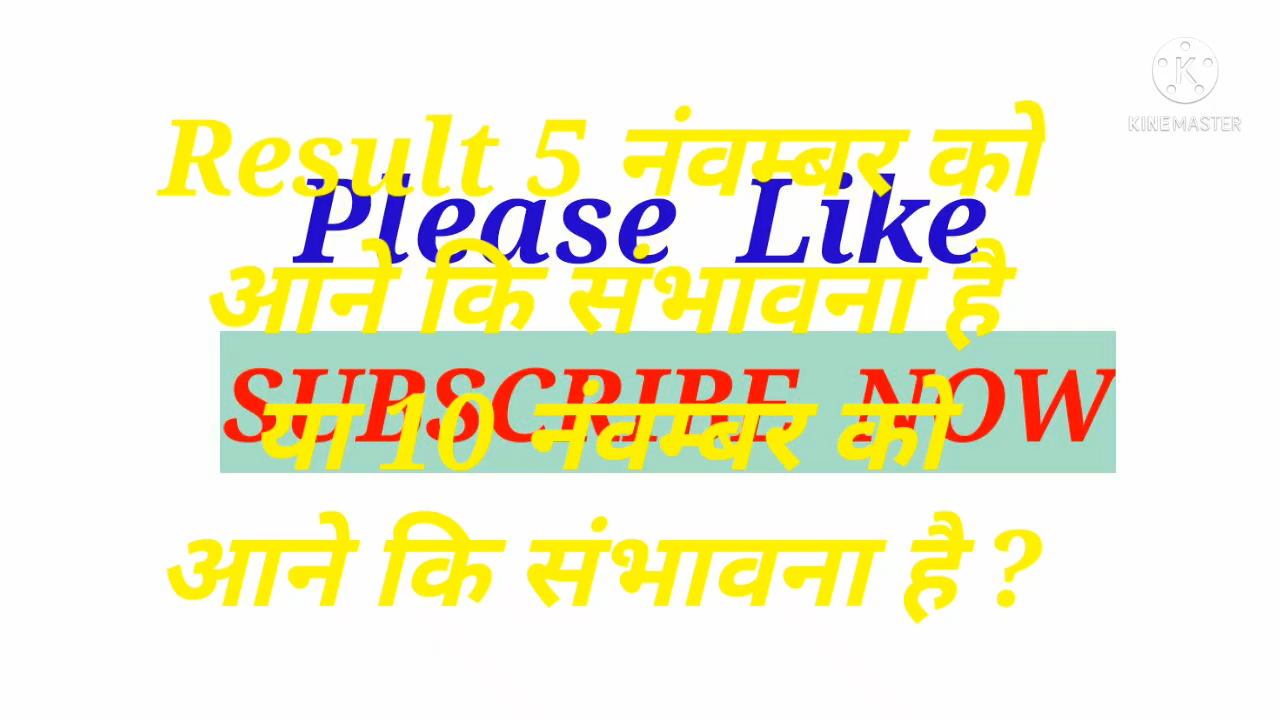 Result 5 नंवम्बर को
Please Like
आने कि संभावना है
SUBSCRIBE NOW
या 10 नंवम्बर को
आने कि संभावना है ?
KINEMASTER